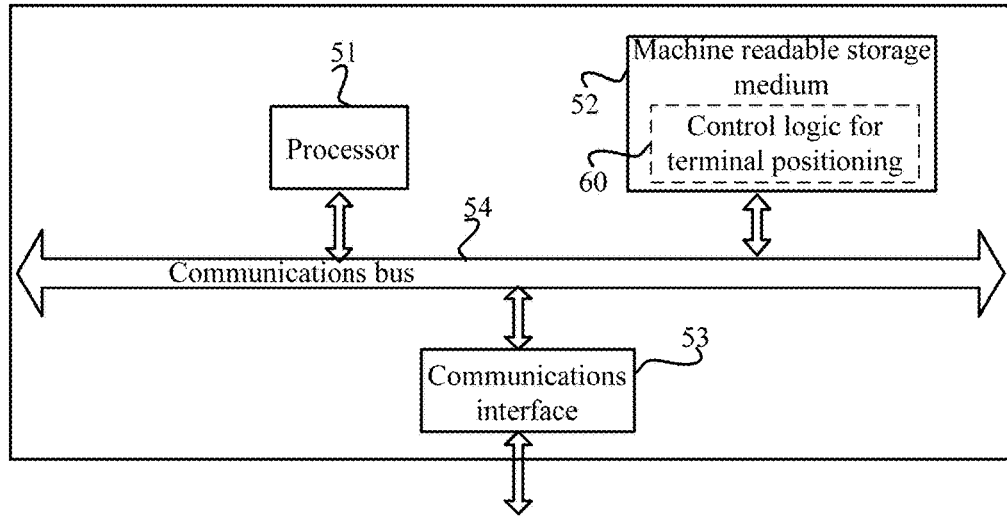 51
Processor
Machine readable storage
medium
52
Control logic for
terminal positioning
60
54
Communications bus
53
Communications
interface